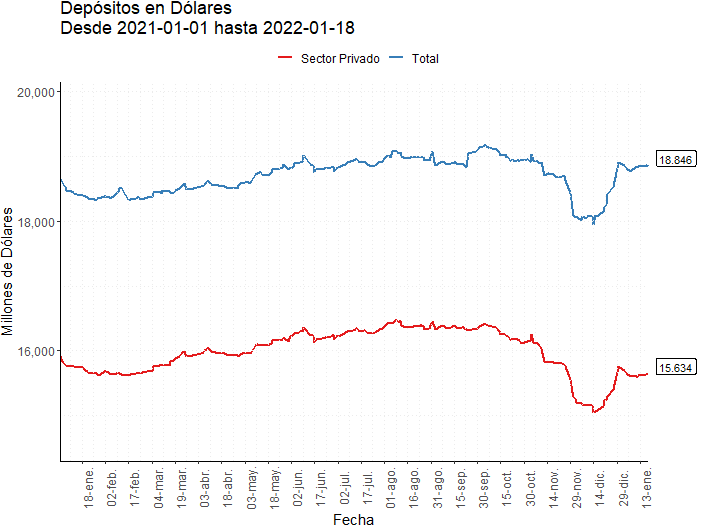 Depósitos en Dólares
Desde 2021-01-01 hasta 2022-01-18
Sector Privado
Total
Millones de Dólares
20,000
18,000
16,000
18.846
15.634
18-ene.
02-feb.
17-feb.
04-mar.
19-mar.
03-abr.
18-abr.
03-may.
18-may.
02-jun.
17-jun.
02-jul.
17-jul.
01-ago.
16-ago.
31-ago.
15-sep.
30-sep.
15-oct.
30-oct.
14-nov.
29-nov.
14-dic.
29-dic.
13-ene.
Fecha